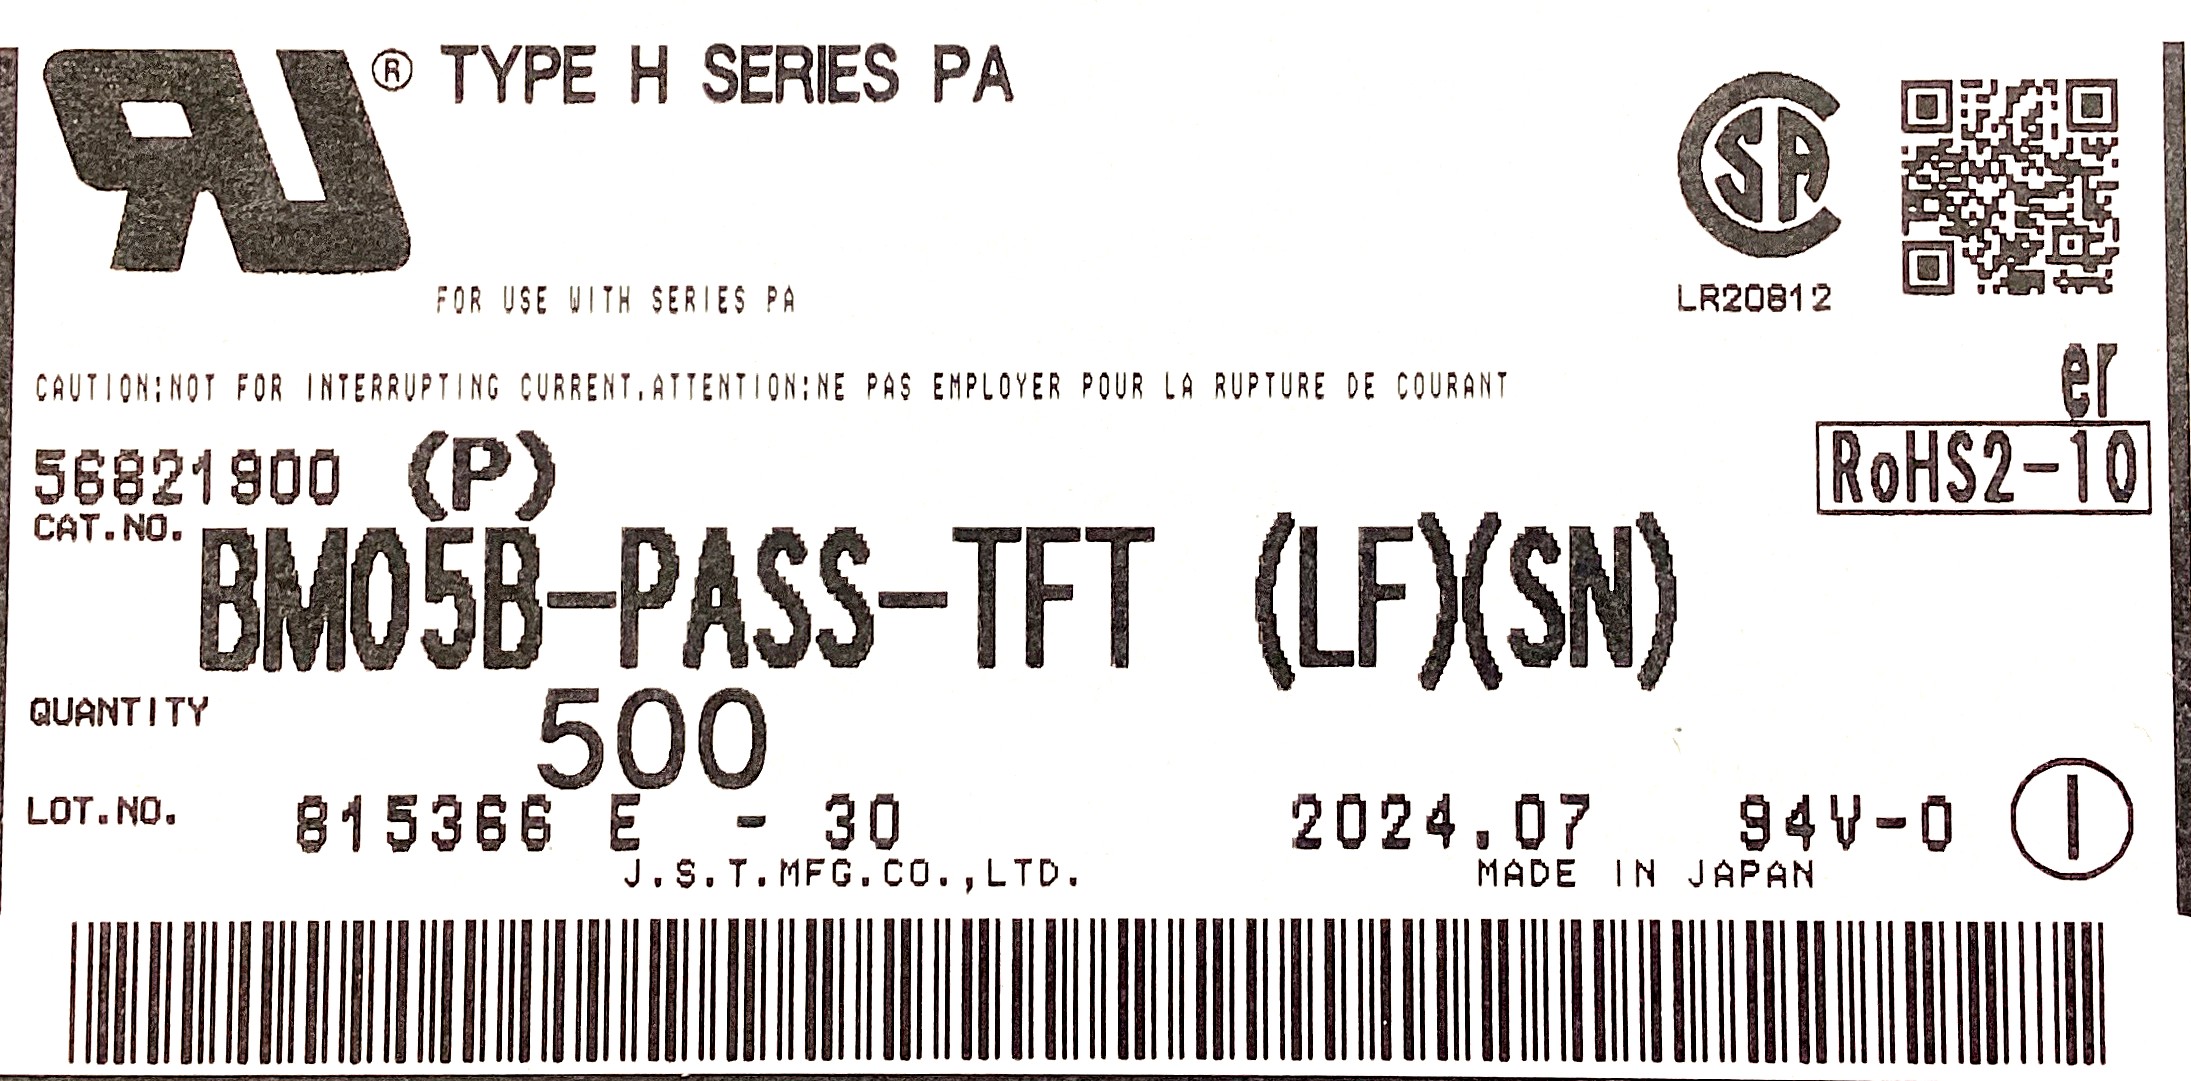 ® TYPE H SERIES PA
CSA
LR20812
FOR USE WITH SERIES PA
CAUTION:NOT FOR INTERRUPTING CURRENT,ATTENTION:NE PAS EMPLOYER POUR LA RUPTURE DE COURANT
er
RoHS2-10
56821900 (P)
CAT.NO.
BM05B-PASS-TFT (LF)(SN)
QUANTITY 500
LOT.NO. 815366 E - 30 2024.07 94V-0 I
J.S.T.MFG.CO.,LTD. MADE IN JAPAN